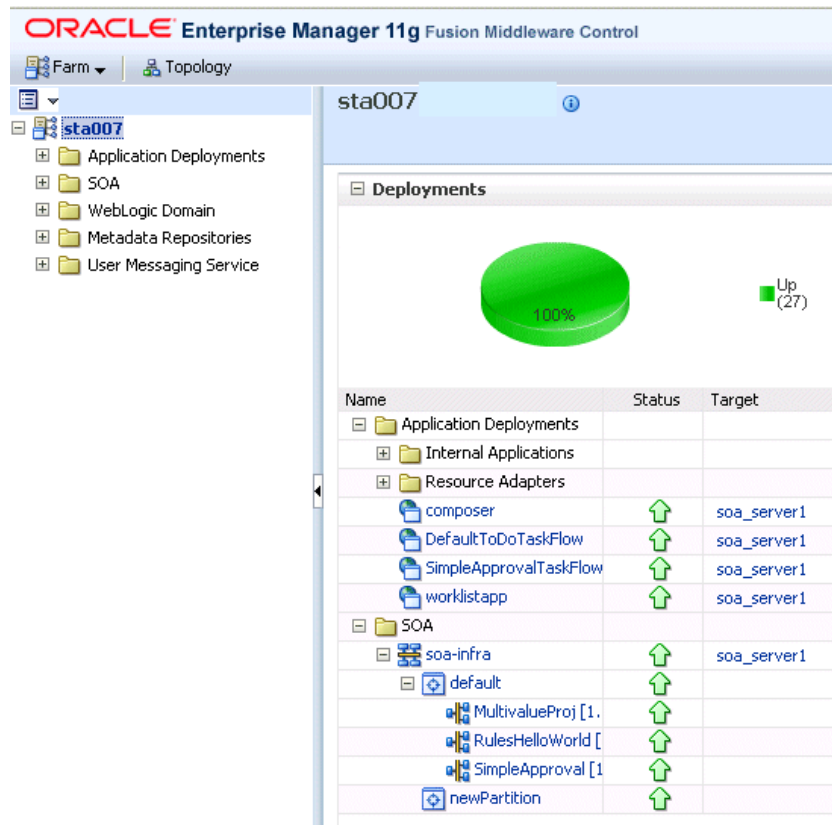 ORACLE Enterprise Manager 11g Fusion Middleware Control
Farm Topology
sta007
Application Deployments
SOA
WebLogic Domain
Metadata Repositories
User Messaging Service
sta007
Deployments
100%
Up
(27)
Name Status Target
Application Deployments
Internal Applications
Resource Adapters
composer soa_server1
DefaultToDoTaskFlow soa_server1
SimpleApprovalTaskFlow soa_server1
worklistapp soa_server1
SOA
soa-infra soa_server1
default
MultivalueProj [1.
RulesHelloWorld [
SimpleApproval [1
newPartition